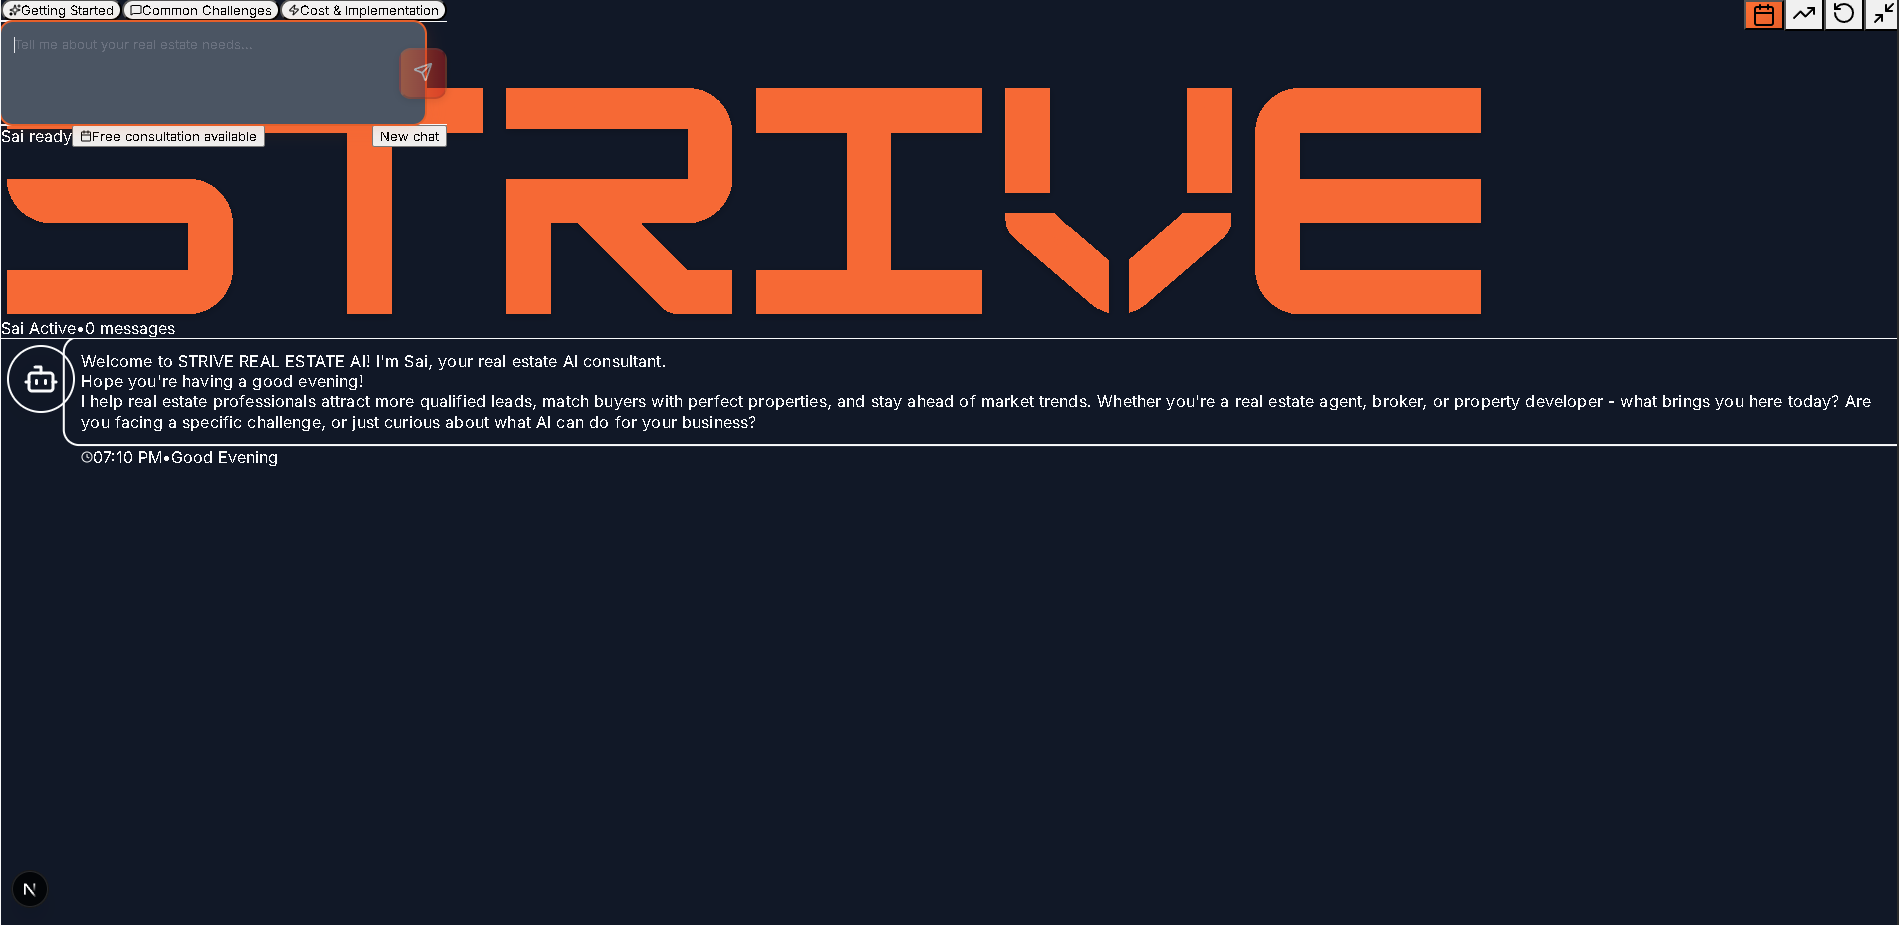 Getting Started
Common Challenges
Cost & Implementation
Tell me about your real estate needs...
Sai ready
Free consultation available
New chat
STRIVE
Sai Active•0 messages
Welcome to STRIVE REAL ESTATE AI! I'm Sai, your real estate AI consultant.
Hope you're having a good evening!
I help real estate professionals attract more qualified leads, match buyers with perfect properties, and stay ahead of market trends. Whether you're a real estate agent, broker, or property developer - what brings you here today? Are
you facing a specific challenge, or just curious about what AI can do for your business?
07:10 PM•Good Evening
N